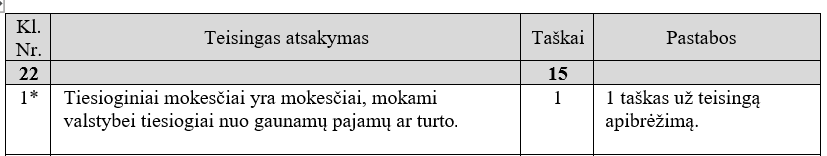 Kl.
Nr.
Teisingas atsakymas
Taškai
Pastabos
22
15
1*
Tiesioginiai mokesčiai yra mokesčiai, mokami
valstybei tiesiogiai nuo gaunamų pajamų ar turto.
1
1 taškas už teisingą
apibrėžimą.